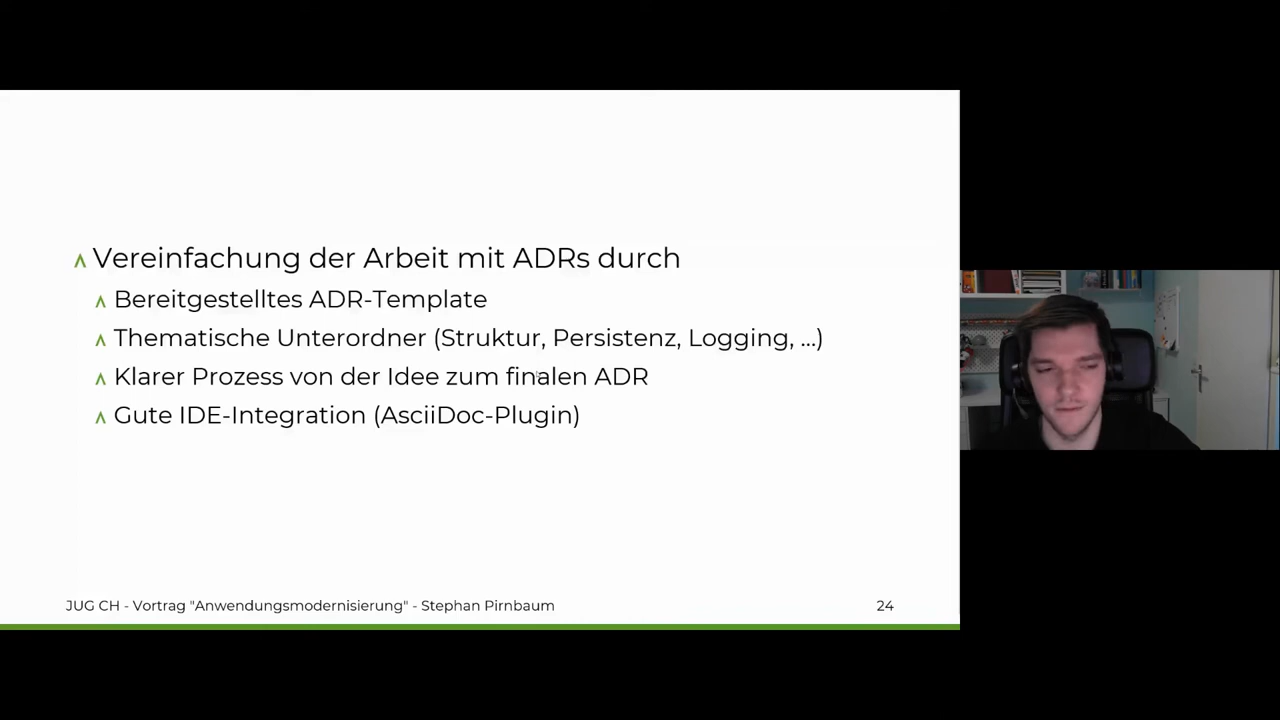 Vereinfachung der Arbeit mit ADRs durch
Bereitgestelltes ADR-Template
Thematische Unterordner (Struktur, Persistenz, Logging, ...)
Klarer Prozess von der Idee zum finalen ADR
Gute IDE-Integration (AsciiDoc-Plugin)
JUG CH - Vortrag "Anwendungsmodernisierung" - Stephan Pirnbaum
24